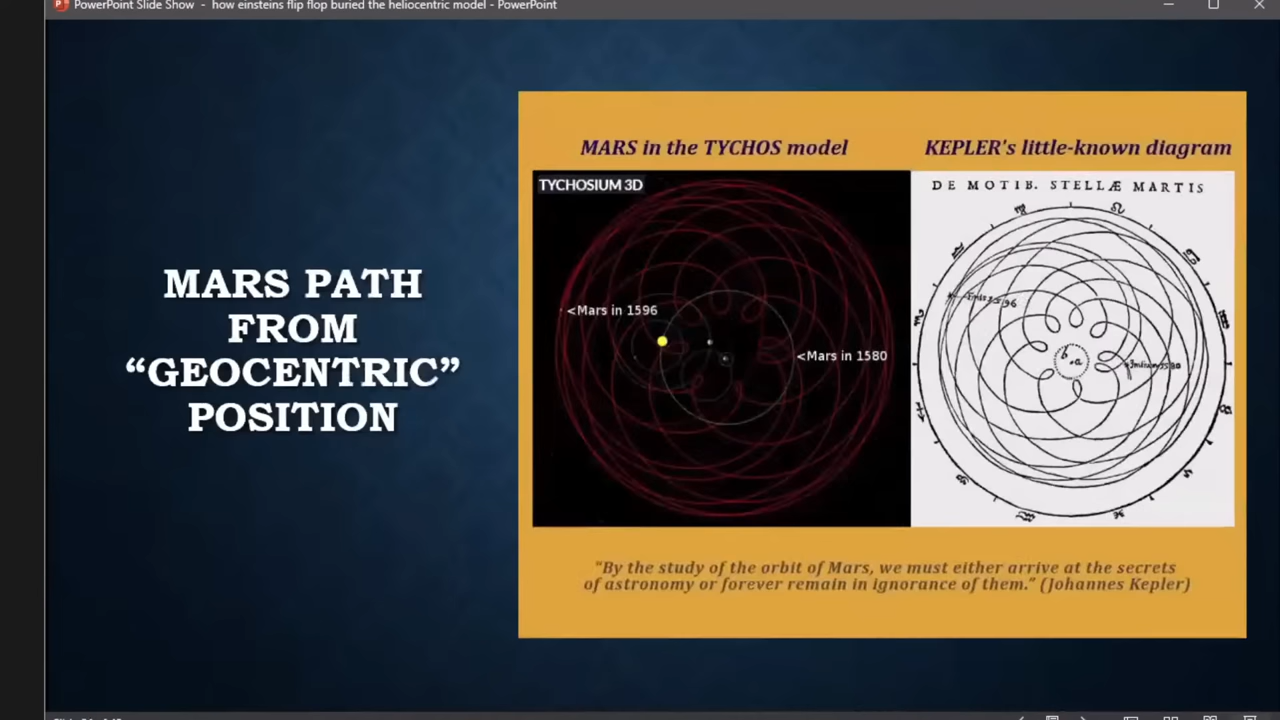 PowerPoint Slide Show - how einsteins flip flop buried the heliocentric model - PowerPoint
MARS PATH
FROM
“GEOCENTRIC”
POSITION
MARS in the TYCHOS model
KEPLER's little-known diagram
TYCHOSIUM 3D
<Mars in 1596
<Mars in 1580
DE MOTIB. STELLÆ MARTIS
b
a
"By the study of the orbit of Mars, we must either arrive at the secrets
of astronomy or forever remain in ignorance of them." (Johannes Kepler)